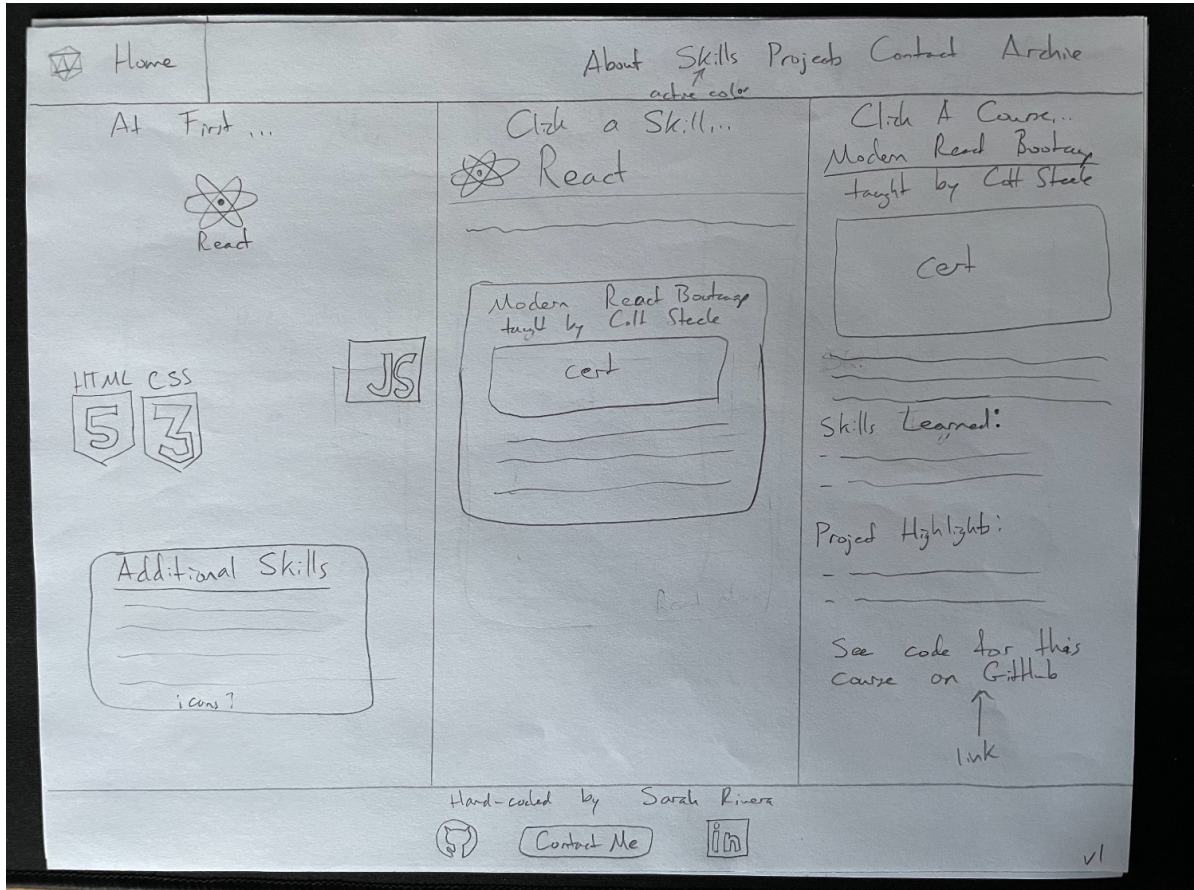 Home
About Skills Projects Contact Archive
active color
At First...
React
HTML CSS
5 3
JS
Additional Skills
icons?
Click a Skill...
React
Modern React Bootcamp
taught by Colt Steele
cert
Click A Course...
Modern React Bootcamp
taught by Colt Steele
cert
Skills Learned:
-
-
Project Highlights:
-
-
See code for this
course on GitHub
link
Hand-coded by Sarah Rivera
Contact Me
in
v1